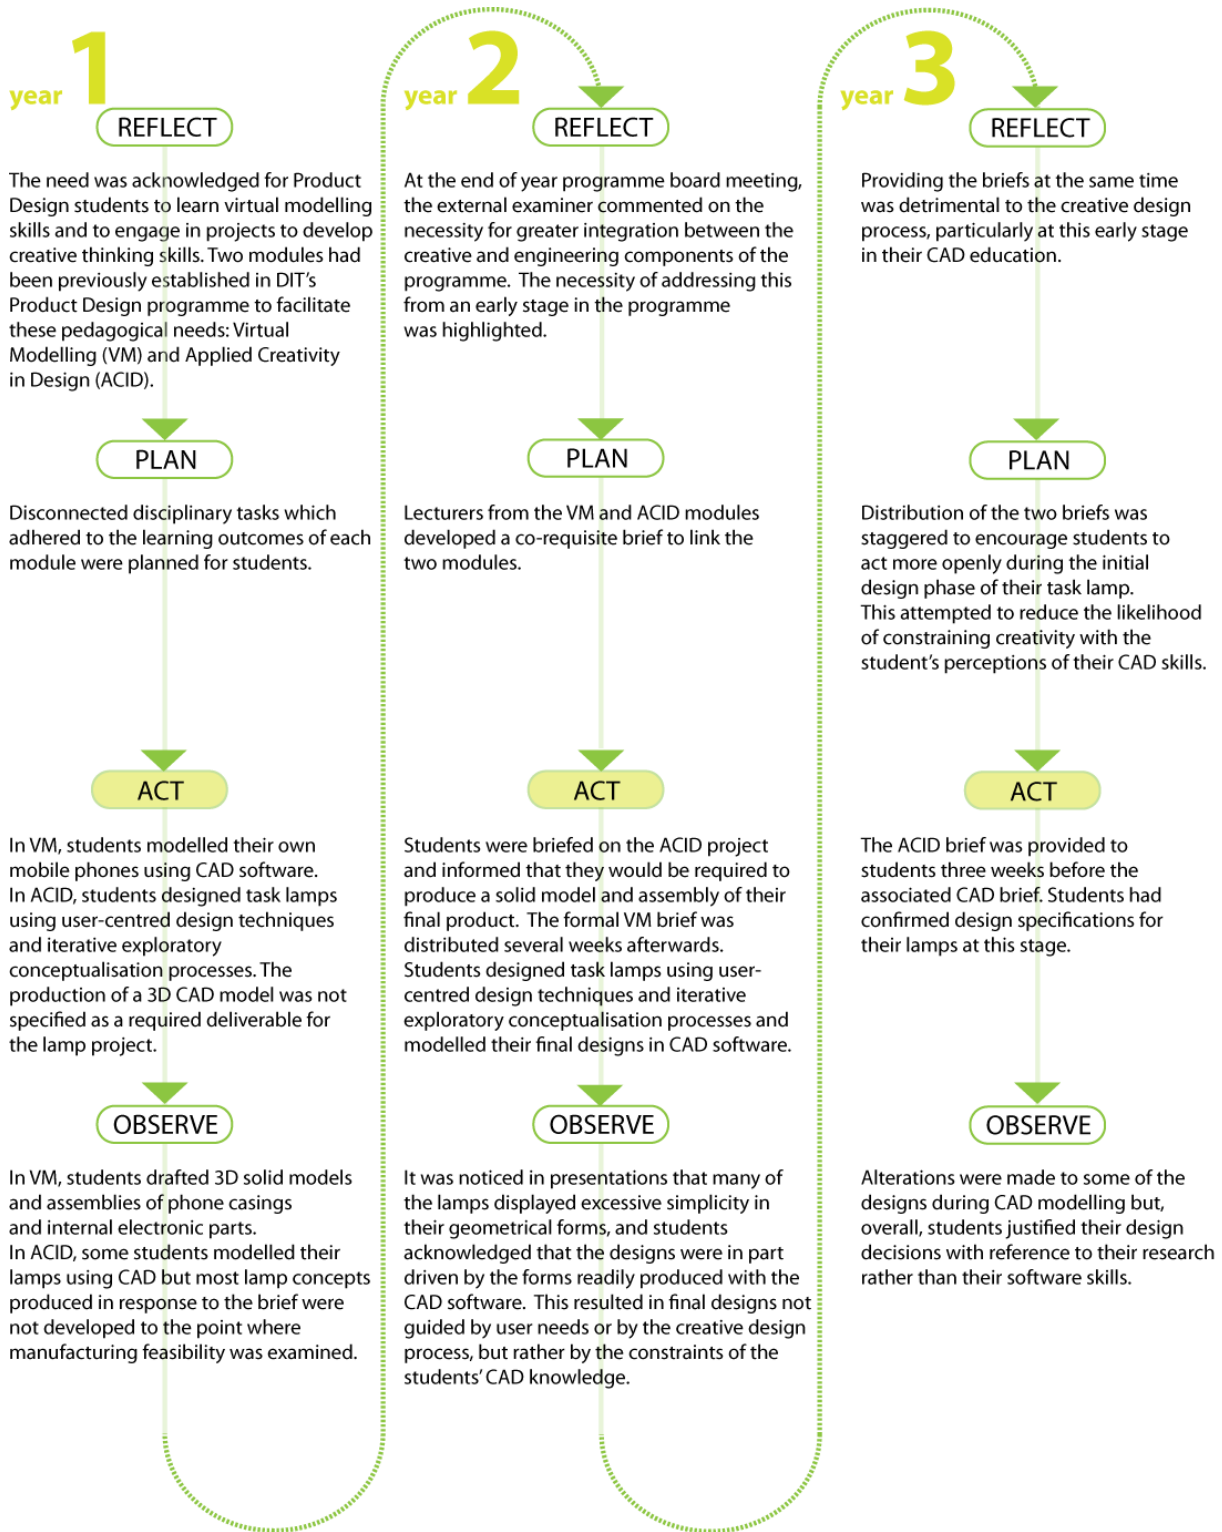 year 1
REFLECT
The need was acknowledged for Product
Design students to learn virtual modelling
skills and to engage in projects to develop
creative thinking skills. Two modules had
been previously established in DIT's
Product Design programme to facilitate
these pedagogical needs: Virtual
Modelling (VM) and Applied Creativity
in Design (ACID).
PLAN
Disconnected disciplinary tasks which
adhered to the learning outcomes of each
module were planned for students.
ACT
In VM, students modelled their own
mobile phones using CAD software.
In ACID, students designed task lamps
using user-centred design techniques
and iterative exploratory
conceptualisation processes. The
production of a 3D CAD model was not
specified as a required deliverable for
the lamp project.
OBSERVE
In VM, students drafted 3D solid models
and assemblies of phone casings
and internal electronic parts.
In ACID, some students modelled their
lamps using CAD but most lamp concepts
produced in response to the brief were
not developed to the point where
manufacturing feasibility was examined.
year 2
REFLECT
At the end of year programme board meeting,
the external examiner commented on the
necessity for greater integration between the
creative and engineering components of the
programme. The necessity of addressing this
from an early stage in the programme
was highlighted.
PLAN
Lecturers from the VM and ACID modules
developed a co-requisite brief to link the
two modules.
ACT
Students were briefed on the ACID project
and informed that they would be required to
produce a solid model and assembly of their
final product. The formal VM brief was
distributed several weeks afterwards.
Students designed task lamps using user-
centred design techniques and iterative
exploratory conceptualisation processes and
modelled their final designs in CAD software.
OBSERVE
It was noticed in presentations that many of
the lamps displayed excessive simplicity in
their geometrical forms, and students
acknowledged that the designs were in part
driven by the forms readily produced with the
CAD software. This resulted in final designs not
guided by user needs or by the creative design
process, but rather by the constraints of the
students' CAD knowledge.
year 3
REFLECT
Providing the briefs at the same time
was detrimental to the creative design
process, particularly at this early stage
in their CAD education.
PLAN
Distribution of the two briefs was
staggered to encourage students to
act more openly during the initial
design phase of their task lamp.
This attempted to reduce the likelihood
of constraining creativity with the
student's perceptions of their CAD skills.
ACT
The ACID brief was provided to
students three weeks before the
associated CAD brief. Students had
confirmed design specifications for
their lamps at this stage.
OBSERVE
Alterations were made to some of the
designs during CAD modelling but,
overall, students justified their design
decisions with reference to their research
rather than their software skills.